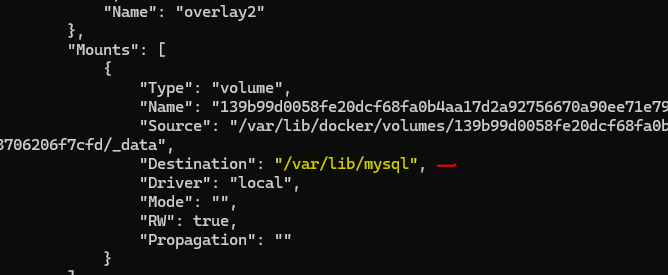 "Name": "overlay2"
},
"Mounts": [
{
"Type": "volume",
"Name": "139b99d0058fe20dcf68fa0b4aa17d2a92756670a90ee71e79
"Source": "/var/lib/docker/volumes/139b99d0058fe20dcf68fa0b
3706206f7cfd/_data",
"Destination": "/var/lib/mysql",
"Driver": "local",
"Mode": "",
"RW": true,
"Propagation": ""
}